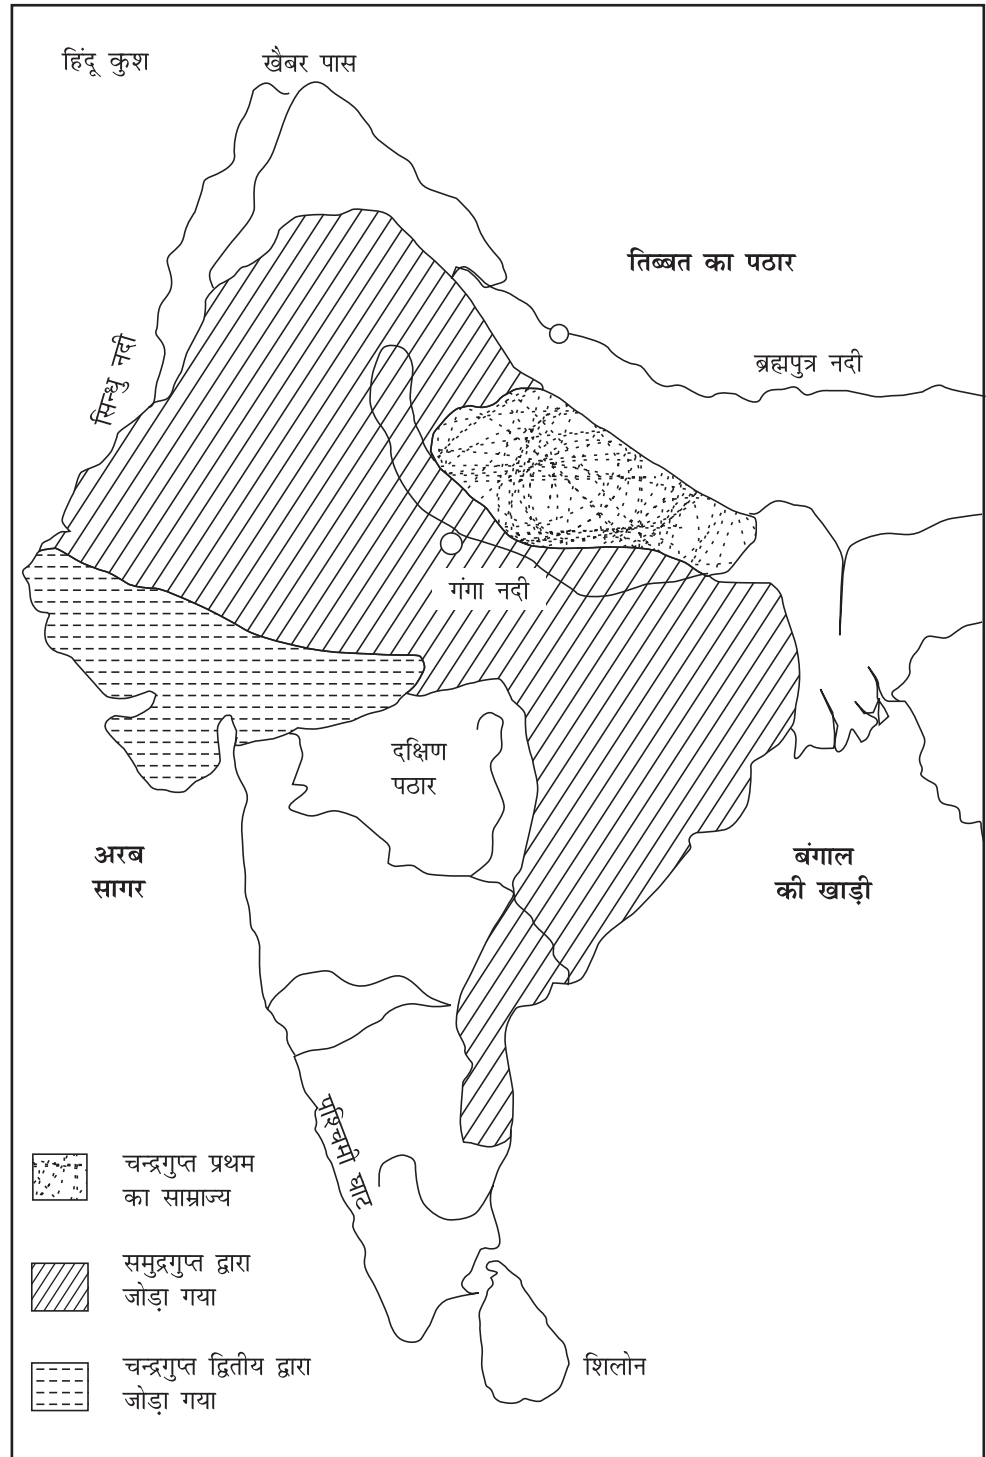 हिंदू कुश
खैबर पास
तिब्बत का पठार
ब्रह्मपुत्र नदी
सिन्धु नदी
गंगा नदी
दक्षिण
पठार
अरब
सागर
बंगाल
की खाड़ी
पश्चिमी घाट
चन्द्रगुप्त प्रथम
का साम्राज्य
समुद्रगुप्त द्वारा
जोड़ा गया
चन्द्रगुप्त द्वितीय द्वारा
जोड़ा गया
शिलोन